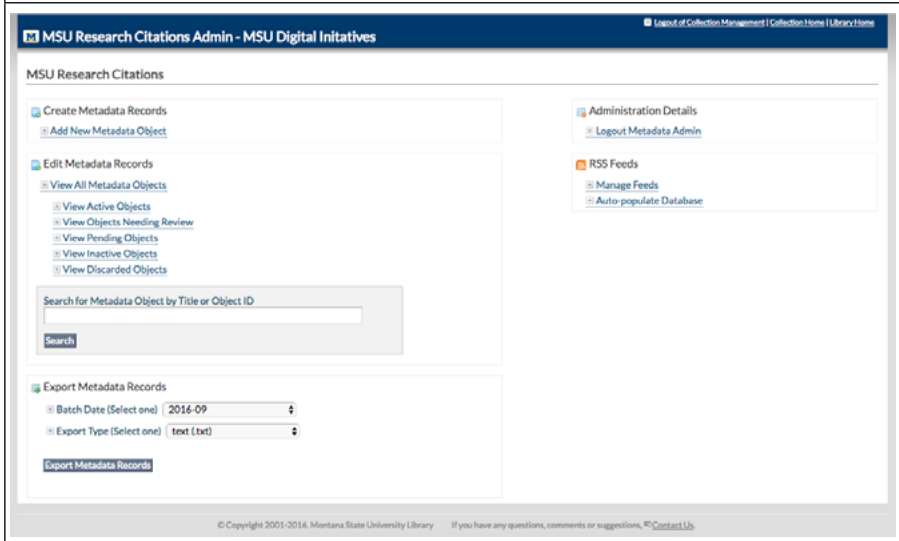 Logout of Collection Management | Collection Home | Library Home
M MSU Research Citations Admin - MSU Digital Initatives
MSU Research Citations
Create Metadata Records
Add New Metadata Object
Edit Metadata Records
View All Metadata Objects
View Active Objects
View Objects Needing Review
View Pending Objects
View Inactive Objects
View Discarded Objects
Search for Metadata Object by Title or Object ID
Search
Export Metadata Records
Batch Date (Select one) 2016-09
Export Type (Select one) text (.txt)
Export Metadata Records
Administration Details
Logout Metadata Admin
RSS Feeds
Manage Feeds
Auto-populate Database
© Copyright 2001-2016. Montana State University Library If you have any questions, comments or suggestions, Contact Us.